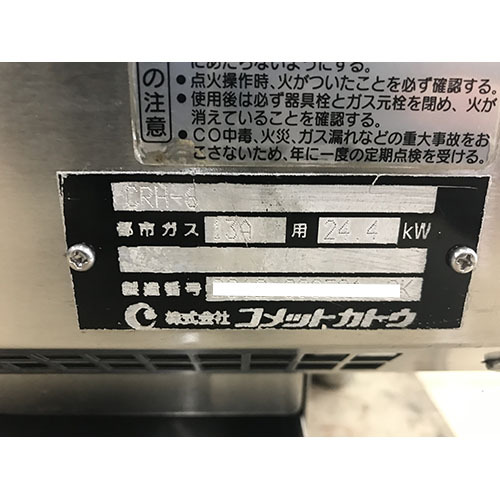 にあたらないようにする。
の注意
●点火操作時、火がついたことを必ず確認する。
●使用後は必ず器具栓とガス元栓を閉め、火が
消えていることを確認する。
●CO中毒、火災、ガス漏れなどの重大事故をお
こさないため、年に一度の定期点検を受ける。
CRH-6
都市ガス 13A 用 24.4 kW
製造番号
株式会社 コメットカトウ